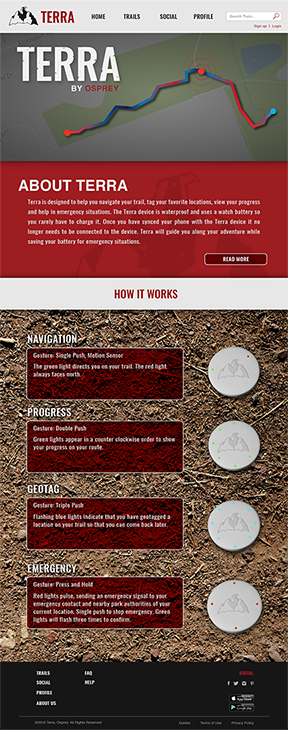 TERRA
HOME TRAILS SOCIAL PROFILE
Search Trails...
Sign up | Login
TERRA
BY OSPREY
ABOUT TERRA
Terra is designed to help you navigate your trail, tag your favorite locations, view your progress
and help in emergency situations. The Terra device is waterproof and uses a watch battery so
you rarely have to charge it. Once you have synced your phone with the Terra device it no
longer needs to be connected to the device. Terra will guide you along your adventure while
saving your battery for emergency situations.
READ MORE
HOW IT WORKS
NAVIGATION
Gesture: Single Push, Motion Sensor
The green light directs you on your trail. The red light
always faces north.
PROGRESS
Gesture: Double Push
Green lights appear in a counter clockwise order to show
your progress on your route.
GEOTAG
Gesture: Triple Push
Flashing blue lights indicate that you have geotagged a
location on your trail so that you can come back later.
EMERGENCY
Gesture: Press and Hold
Red lights pulse, sending an emergency signal to your
emergency contact and nearby park authorities of your
current location. Single push to stop emergency. Green
lights will flash three times to confirm.
TRAILS FAQ
SOCIAL HELP
PROFILE
ABOUT US
App Store
Google play
Terms of Use Privacy Policy